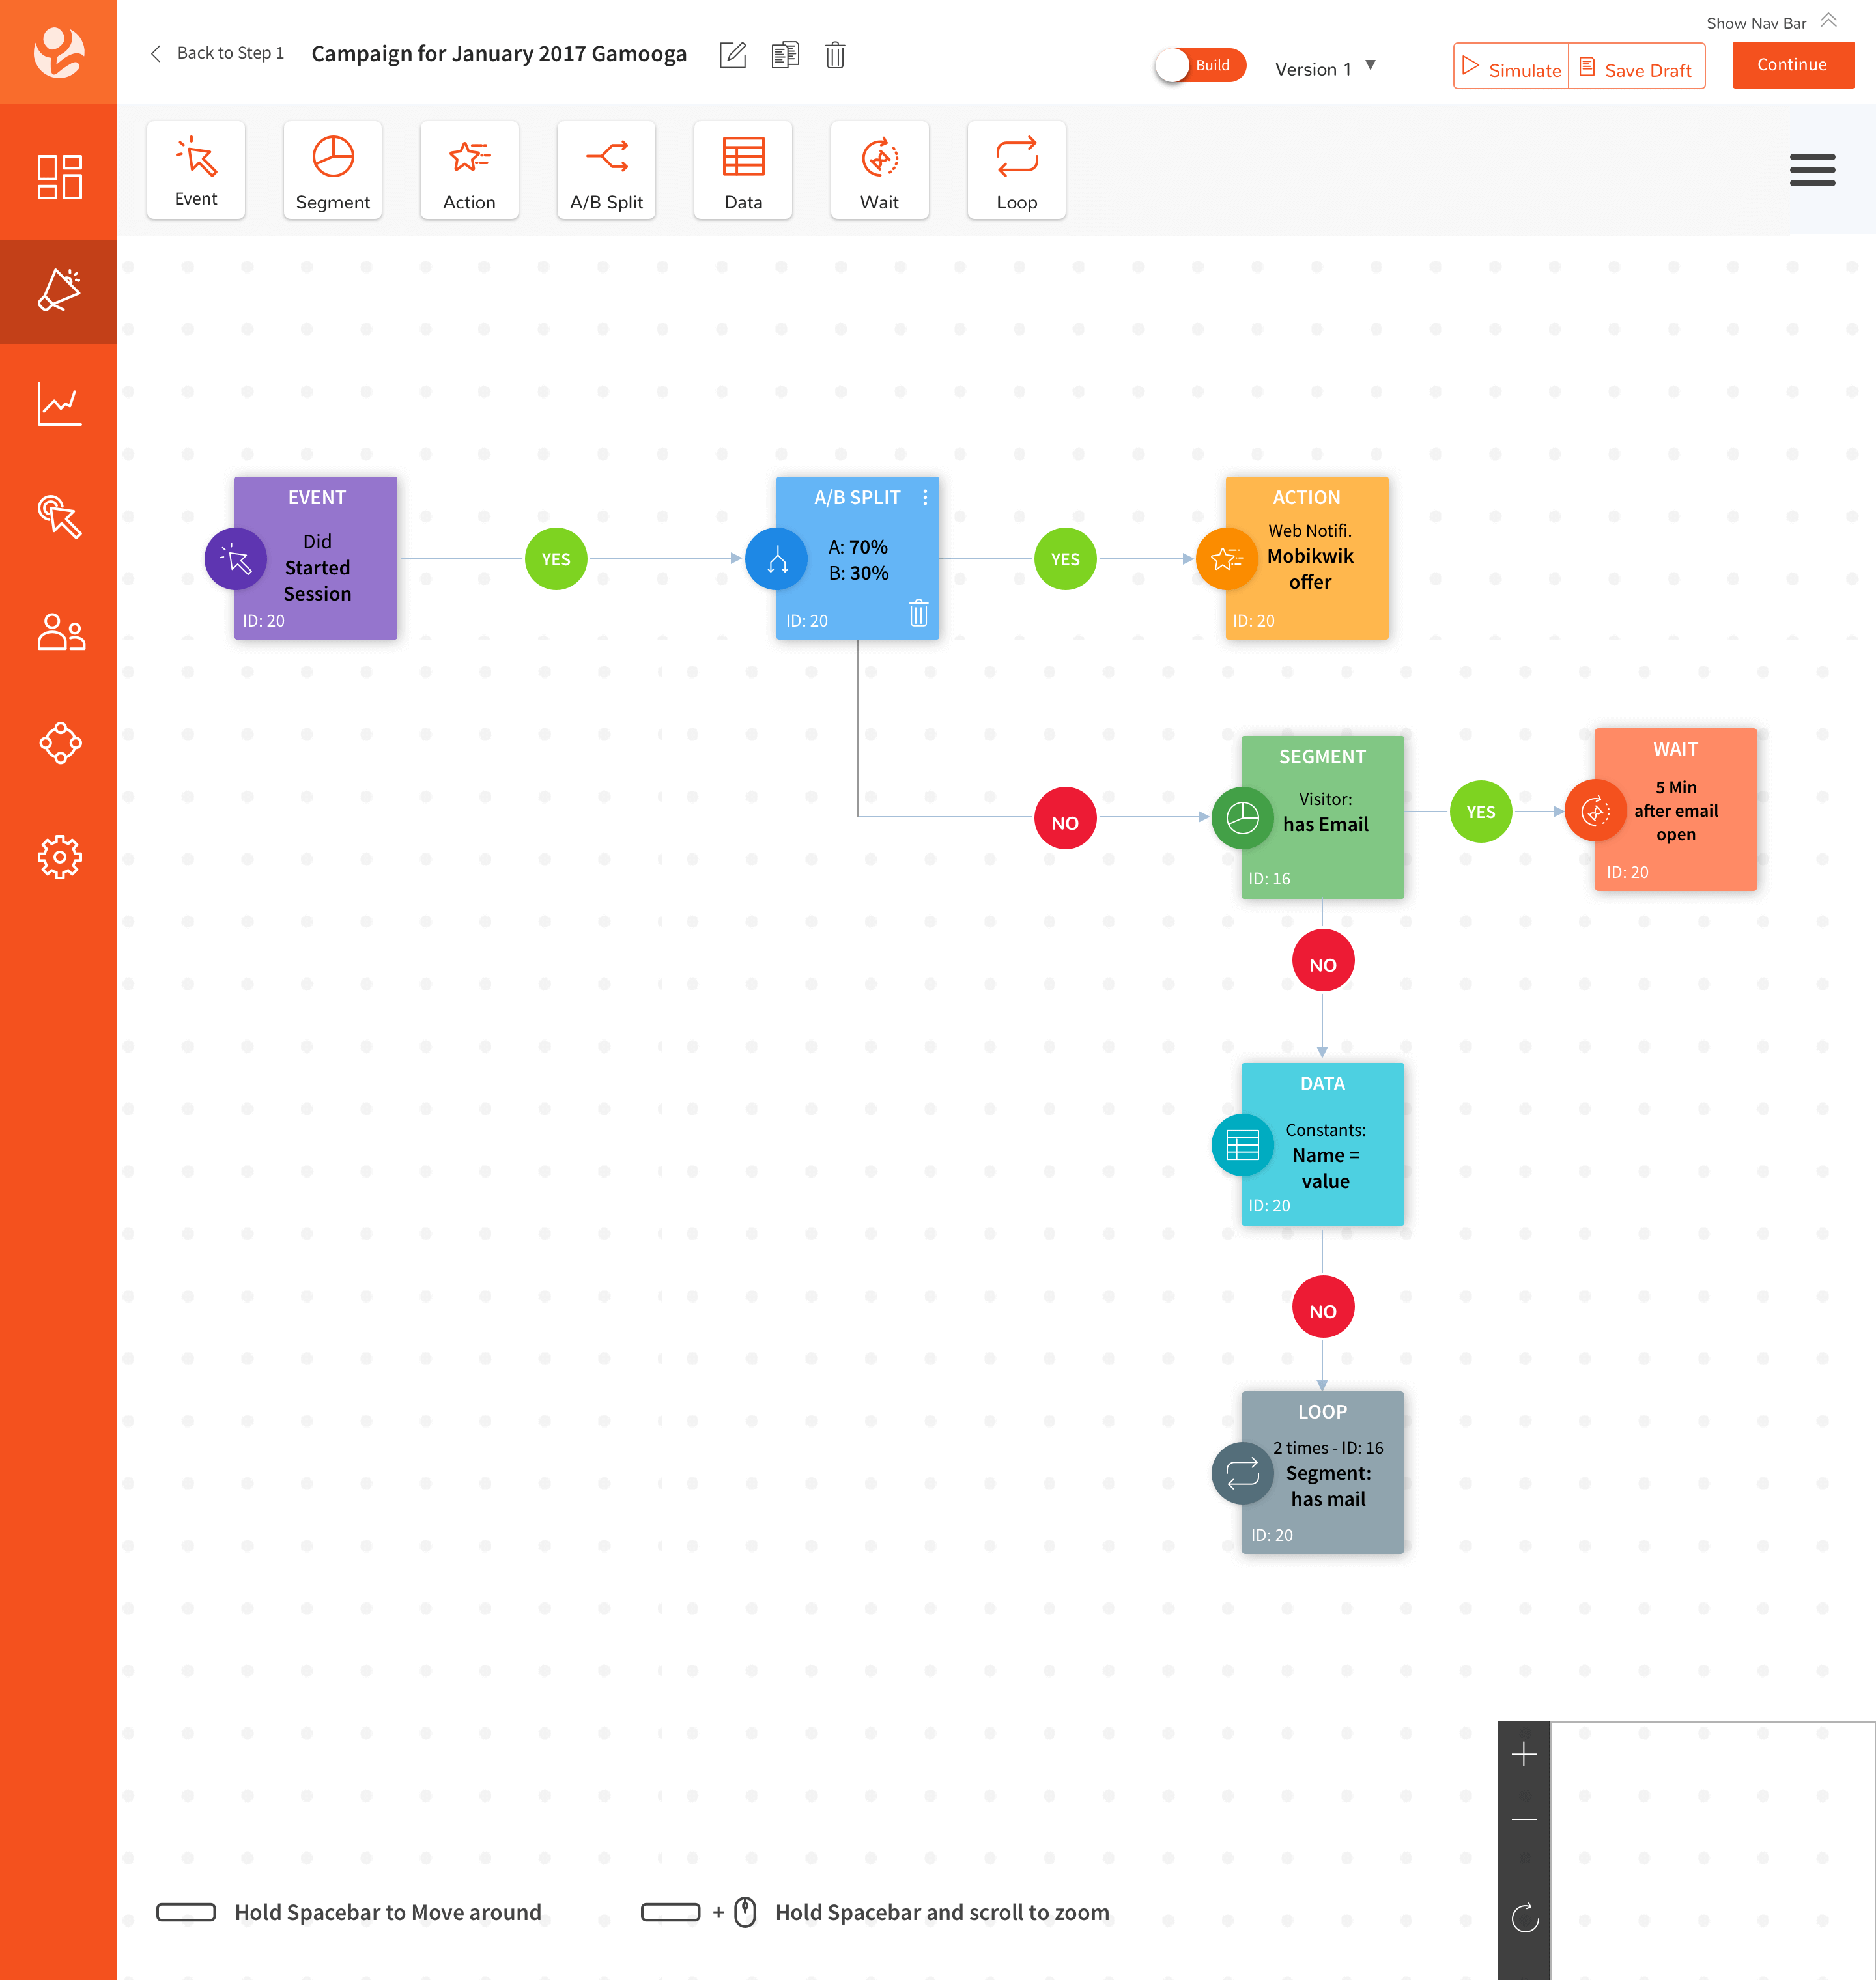 Show Nav Bar
Back to Step 1
Campaign for January 2017 Gamooga
Build
Version 1
Simulate
Save Draft
Continue
Event
Segment
Action
A/B Split
Data
Wait
Loop
EVENT
Did
Started
Session
ID: 20
YES
A/B SPLIT
A: 70%
B: 30%
ID: 20
YES
ACTION
Web Notifi.
Mobikwik
offer
ID: 20
NO
SEGMENT
Visitor:
has Email
ID: 16
YES
WAIT
5 Min
after email
open
ID: 20
NO
DATA
Constants:
Name =
value
ID: 20
NO
LOOP
2 times - ID: 16
Segment:
has mail
ID: 20
Hold Spacebar to Move around
+
Hold Spacebar and scroll to zoom